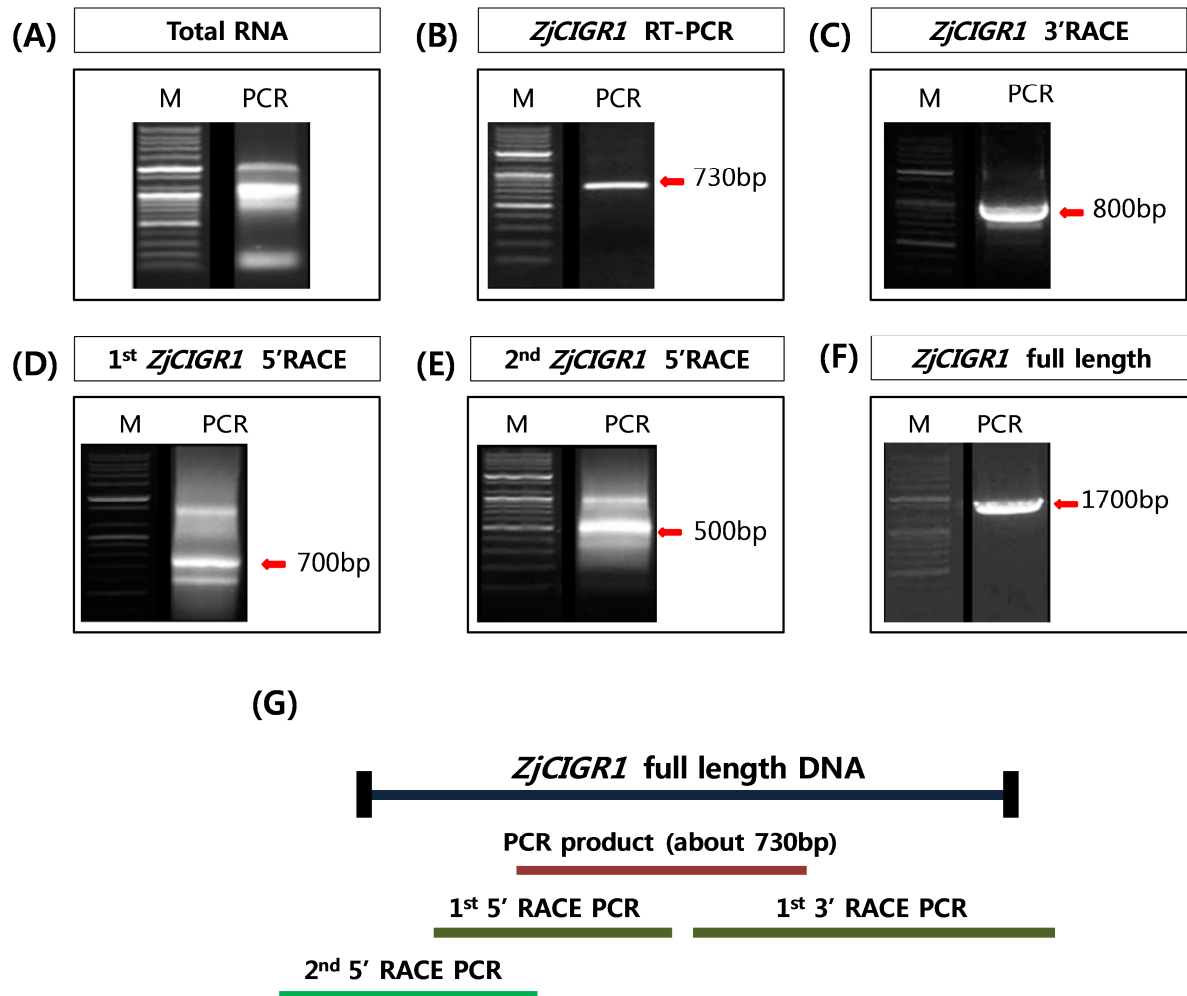 (A) Total RNA
M PCR
(B) ZjCIGR1 RT-PCR
M PCR
730bp
(C) ZjCIGR1 3′RACE
M PCR
800bp
(D) 1st ZjCIGR1 5′RACE
M PCR
700bp
(E) 2nd ZjCIGR1 5′RACE
M PCR
500bp
(F) ZjCIGR1 full length
M PCR
1700bp
(G)
ZjCIGR1 full length DNA
PCR product (about 730bp)
1st 5′ RACE PCR
1st 3′ RACE PCR
2nd 5′ RACE PCR